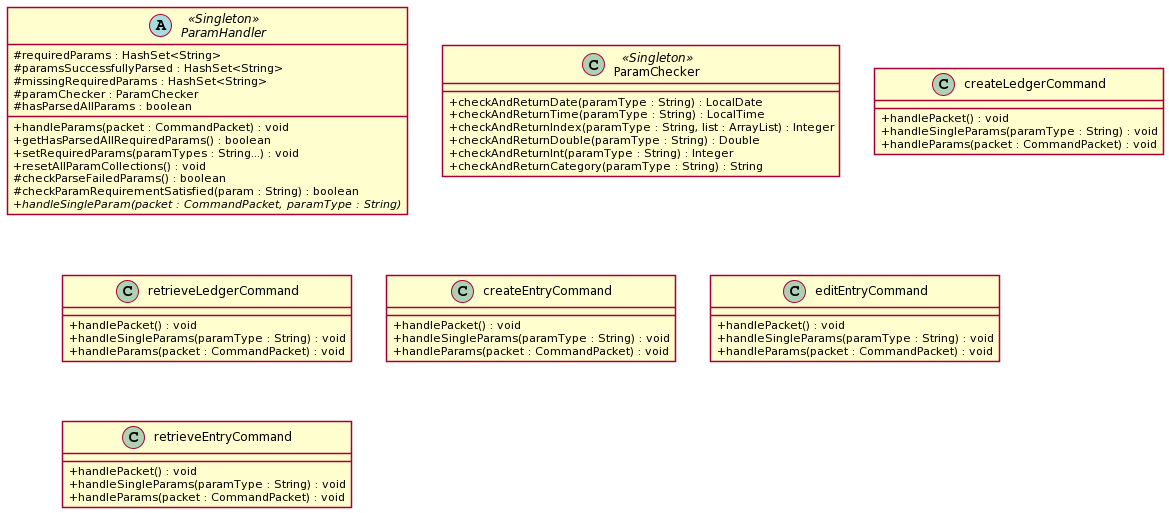 A
«Singleton»
ParamHandler
#requiredParams : HashSet<String>
#paramsSuccessfullyParsed : HashSet<String>
#missingRequiredParams : HashSet<String>
#paramChecker : ParamChecker
#hasParsedAllParams : boolean
+handleParams(packet : CommandPacket) : void
+getHasParsedAllRequiredParams() : boolean
+setRequiredParams(paramTypes : String...) : void
+resetAllParamCollections() : void
#checkParseFailedParams() : boolean
#checkParamRequirementSatisfied(param : String) : boolean
+handleSingleParam(packet : CommandPacket, paramType : String)
C
«Singleton»
ParamChecker
+checkAndReturnDate(paramType : String) : LocalDate
+checkAndReturnTime(paramType : String) : LocalTime
+checkAndReturnIndex(paramType : String, list : ArrayList) : Integer
+checkAndReturnDouble(paramType : String) : Double
+checkAndReturnInt(paramType : String) : Integer
+checkAndReturnCategory(paramType : String) : String
C createLedgerCommand
+handlePacket() : void
+handleSingleParams(paramType : String) : void
+handleParams(packet : CommandPacket) : void
C retrieveLedgerCommand
+handlePacket() : void
+handleSingleParams(paramType : String) : void
+handleParams(packet : CommandPacket) : void
C createEntryCommand
+handlePacket() : void
+handleSingleParams(paramType : String) : void
+handleParams(packet : CommandPacket) : void
C editEntryCommand
+handlePacket() : void
+handleSingleParams(paramType : String) : void
+handleParams(packet : CommandPacket) : void
C retrieveEntryCommand
+handlePacket() : void
+handleSingleParams(paramType : String) : void
+handleParams(packet : CommandPacket) : void